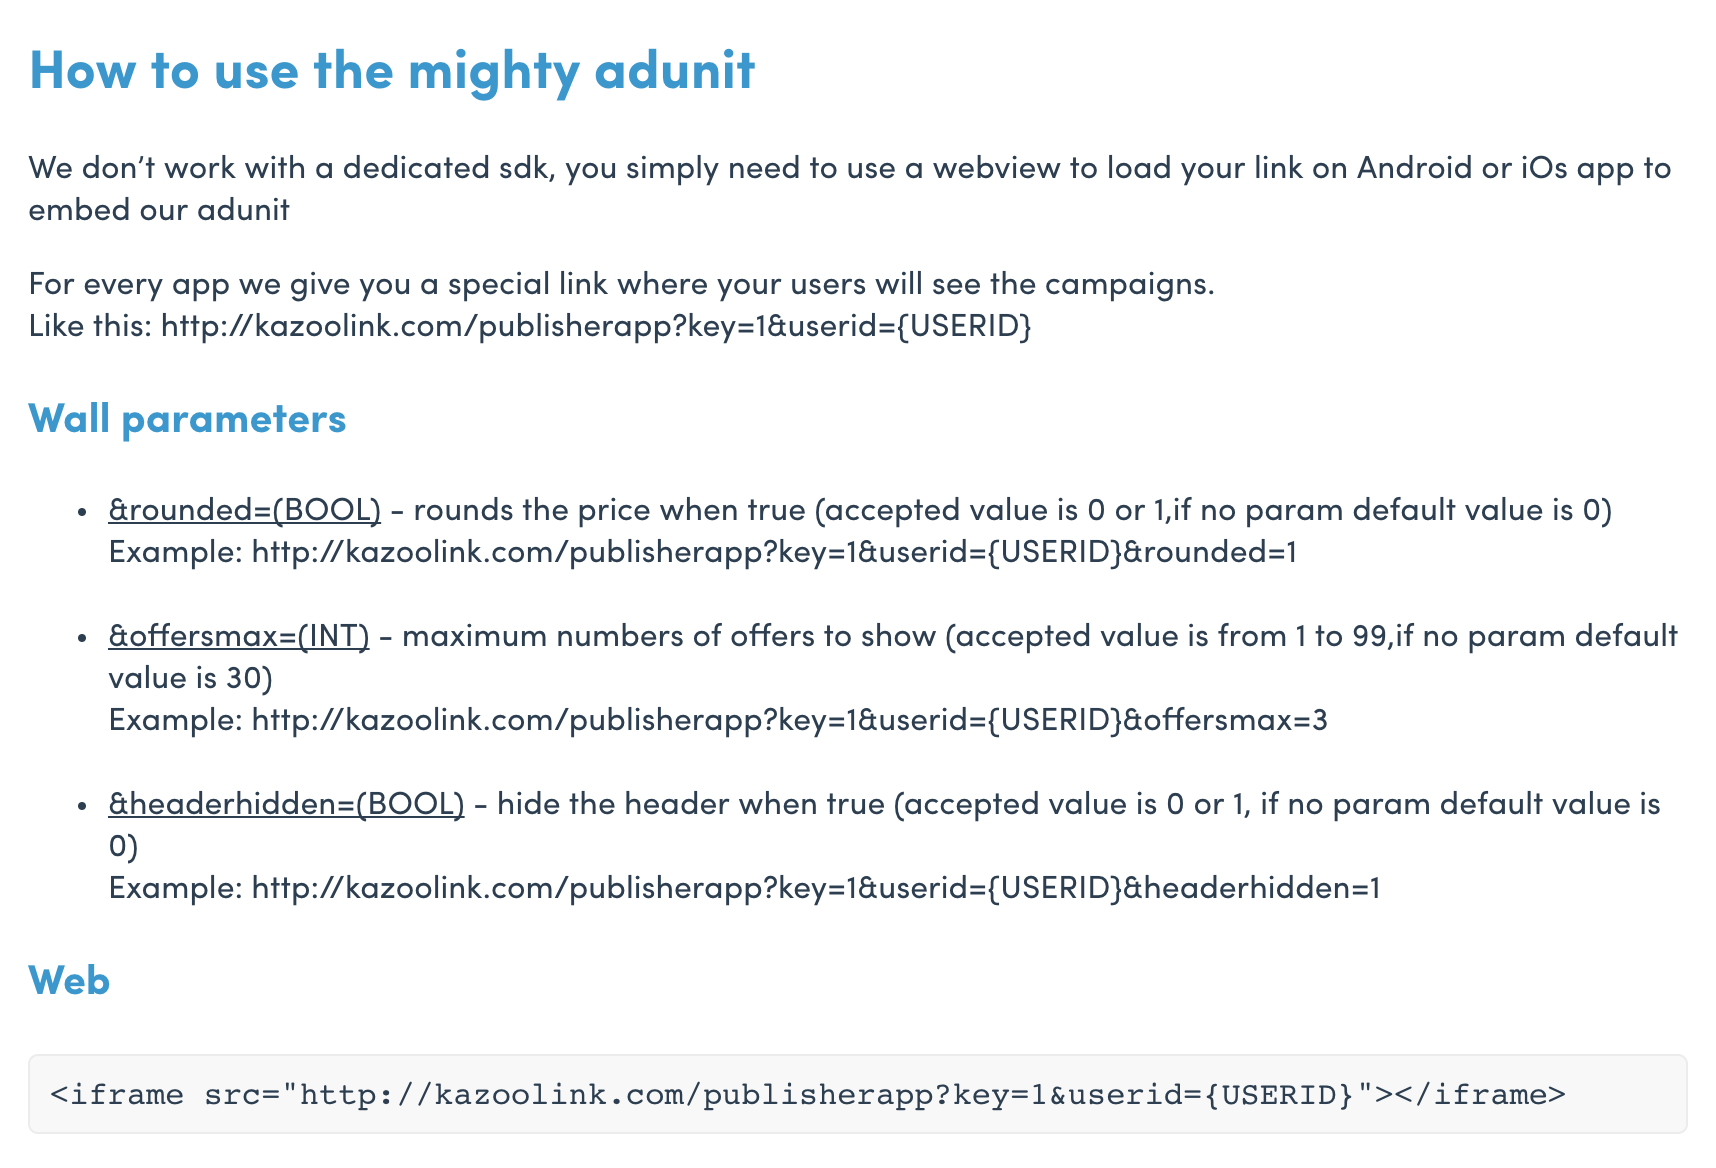 How to use the mighty adunit
We don’t work with a dedicated sdk, you simply need to use a webview to load your link on Android or iOs app to
embed our adunit
For every app we give you a special link where your users will see the campaigns.
Like this: http://kazoolink.com/publisherapp?key=1&userid={USERID}
Wall parameters
• &rounded=(BOOL) - rounds the price when true (accepted value is 0 or 1,if no param default value is 0)
Example: http://kazoolink.com/publisherapp?key=1&userid={USERID}&rounded=1
• &offersmax=(INT) - maximum numbers of offers to show (accepted value is from 1 to 99,if no param default
value is 30)
Example: http://kazoolink.com/publisherapp?key=1&userid={USERID}&offersmax=3
• &headerhidden=(BOOL) - hide the header when true (accepted value is 0 or 1, if no param default value is
0)
Example: http://kazoolink.com/publisherapp?key=1&userid={USERID}&headerhidden=1
Web
<iframe src="http://kazoolink.com/publisherapp?key=1&userid={USERID}"></iframe>